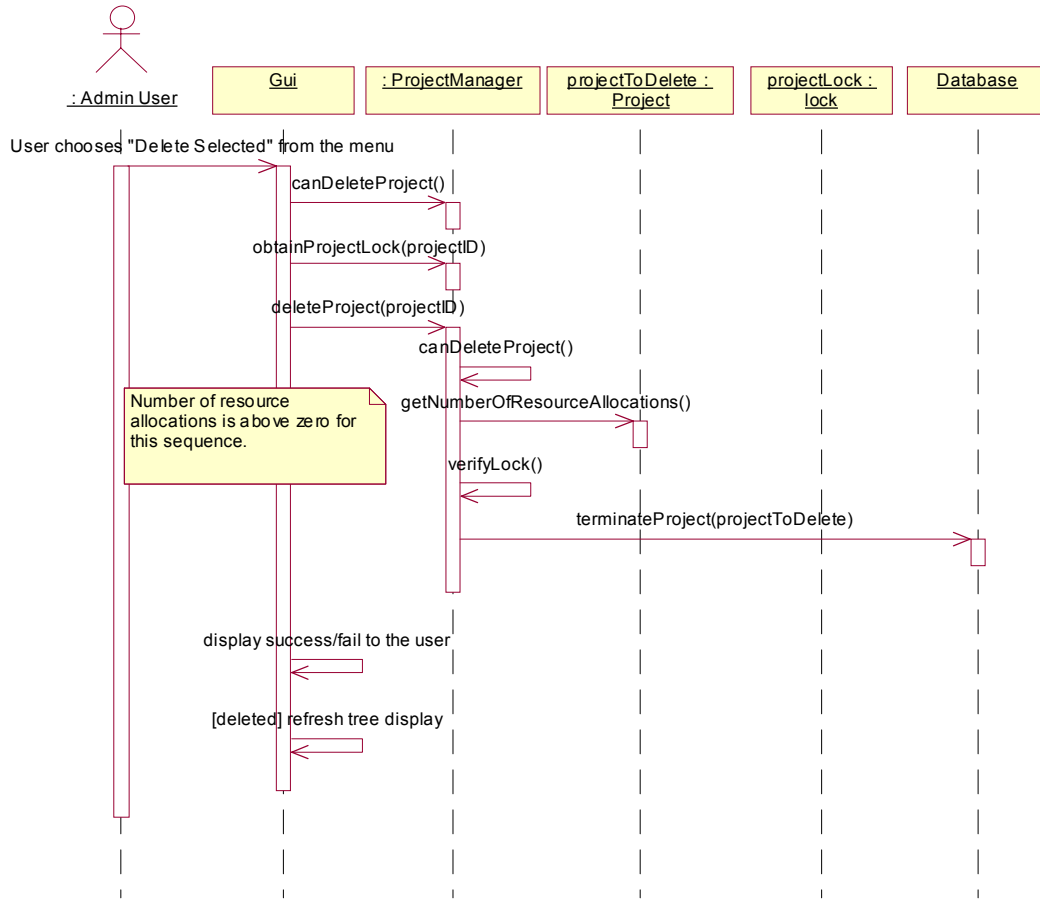 : Admin User
Gui
: ProjectManager
projectToDelete :
Project
projectLock :
lock
Database
User chooses "Delete Selected" from the menu
canDeleteProject()
obtainProjectLock(projectID)
deleteProject(projectID)
canDeleteProject()
Number of resource
allocations is above zero for
this sequence.
getNumberOfResourceAllocations()
verifyLock()
terminateProject(projectToDelete)
display success/fail to the user
[deleted] refresh tree display